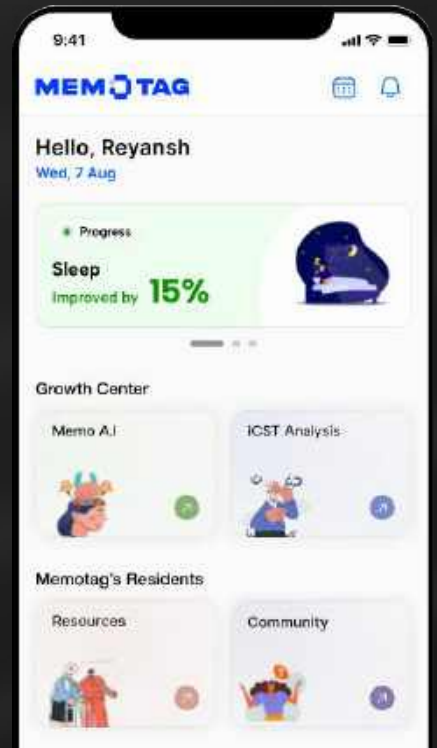 9:41
MEMOTAG
Hello, Reyansh
Wed, 7 Aug
Progress
Sleep
Improved by 15%
Growth Center
Memo A.I
iCST Analysis
Memotag's Residents
Resources
Community